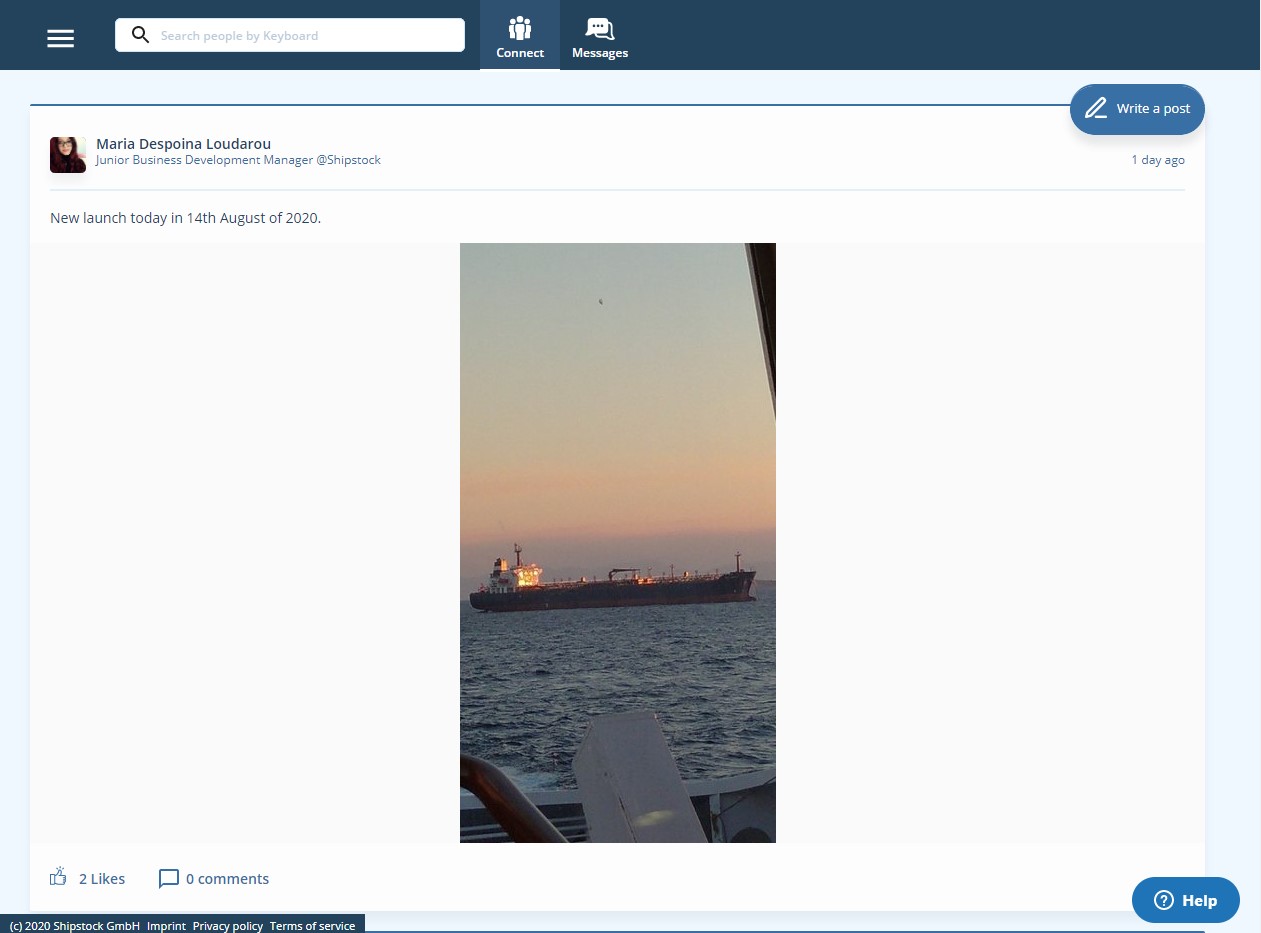 Search people by Keyboard
Connect
Messages
Write a post
Maria Despoina Loudarou
Junior Business Development Manager @Shipstock
1 day ago
New launch today in 14th August of 2020.
2 Likes
0 comments
Help
(c) 2020 Shipstock GmbH Imprint Privacy policy Terms of service